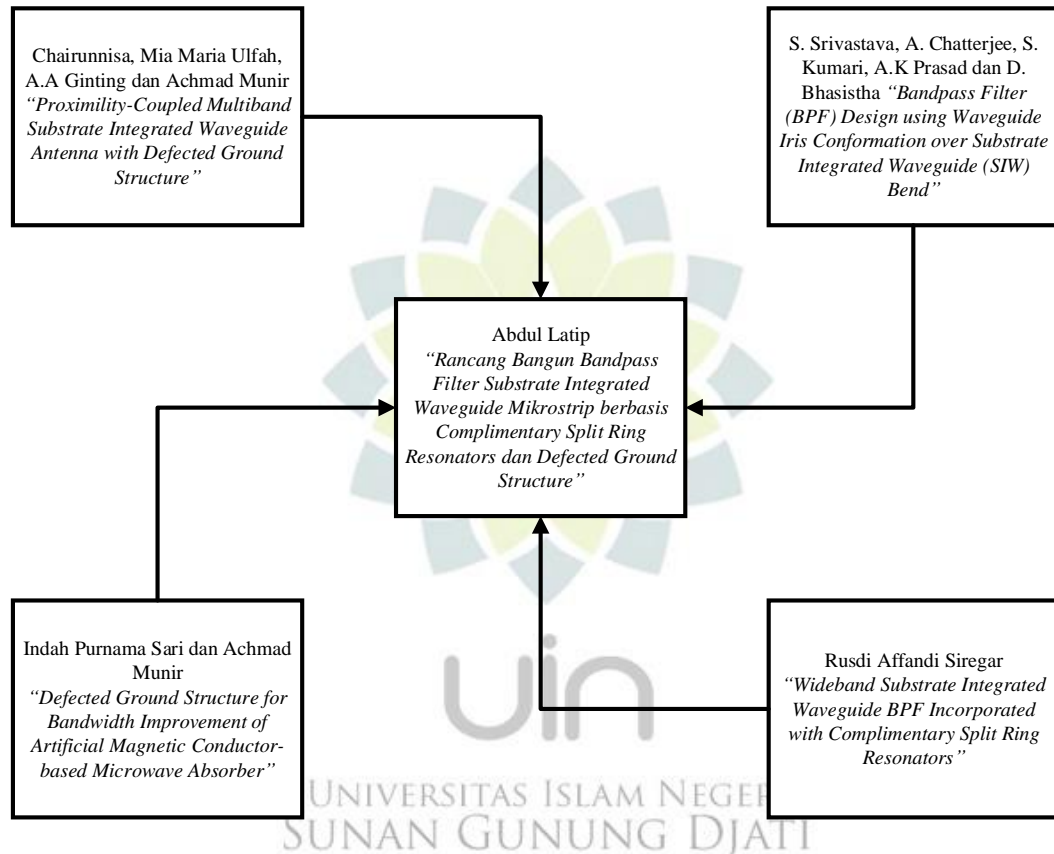 Chairunnisa, Mia Maria Ulfah,
A.A Ginting dan Achmad Munir
“Proximility-Coupled Multiband
Substrate Integrated Waveguide
Antenna with Defected Ground
Structure”
S. Srivastava, A. Chatterjee, S.
Kumari, A.K Prasad dan D.
Bhasistha “Bandpass Filter
(BPF) Design using Waveguide
Iris Conformation over Substrate
Integrated Waveguide (SIW)
Bend”
Abdul Latip
“Rancang Bangun Bandpass
Filter Substrate Integrated
Waveguide Mikrostrip berbasis
Complimentary Split Ring
Resonators dan Defected Ground
Structure”
Indah Purnama Sari dan Achmad
Munir
“Defected Ground Structure for
Bandwidth Improvement of
Artificial Magnetic Conductor-
based Microwave Absorber”
Rusdi Affandi Siregar
“Wideband Substrate Integrated
Waveguide BPF Incorporated
with Complimentary Split Ring
Resonators”
uin
UNIVERSITAS ISLAM
SUNAN GUNUNG DJATI